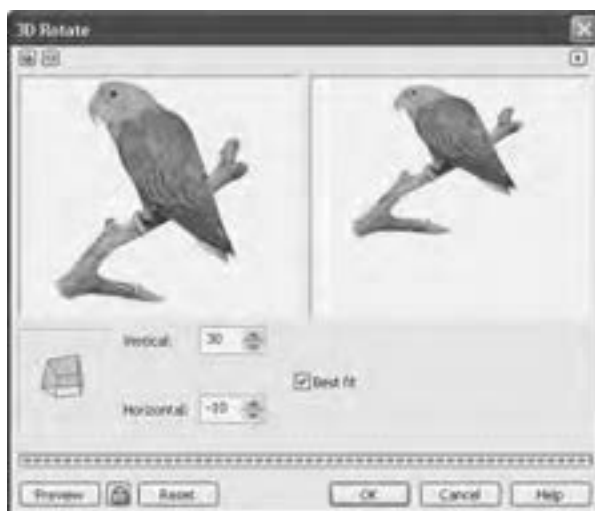 3D Rotate
Vertical: 30
Best fit
Horizontal: -10
Preview Reset OK Cancel Help